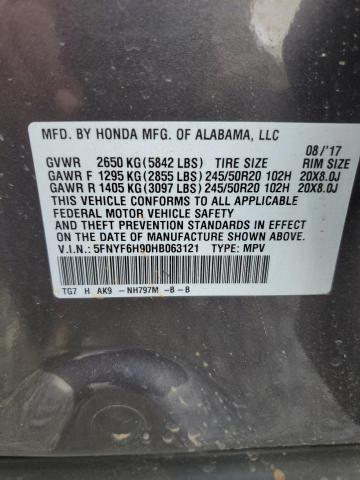 MFD. BY HONDA MFG. OF ALABAMA, LLC
08/'17
GVWR 2650 KG(5842 LBS) TIRE SIZE RIM SIZE
GAWR F 1295 KG(2855 LBS) 245/50R20 102H 20X8.0J
GAWR R 1405 KG(3097 LBS) 245/50R20 102H 20X8.0J
THIS VEHICLE CONFORMS TO ALL APPLICABLE
FEDERAL MOTOR VEHICLE SAFETY
AND THEFT PREVENTION STANDARDS IN EFFECT ON THE
DATE OF MANUFACTURE SHOWN ABOVE.
V.I.N.: 5FNYF6H90HB063121 TYPE: MPV
TG7 H AK9 -NH797M -B-B